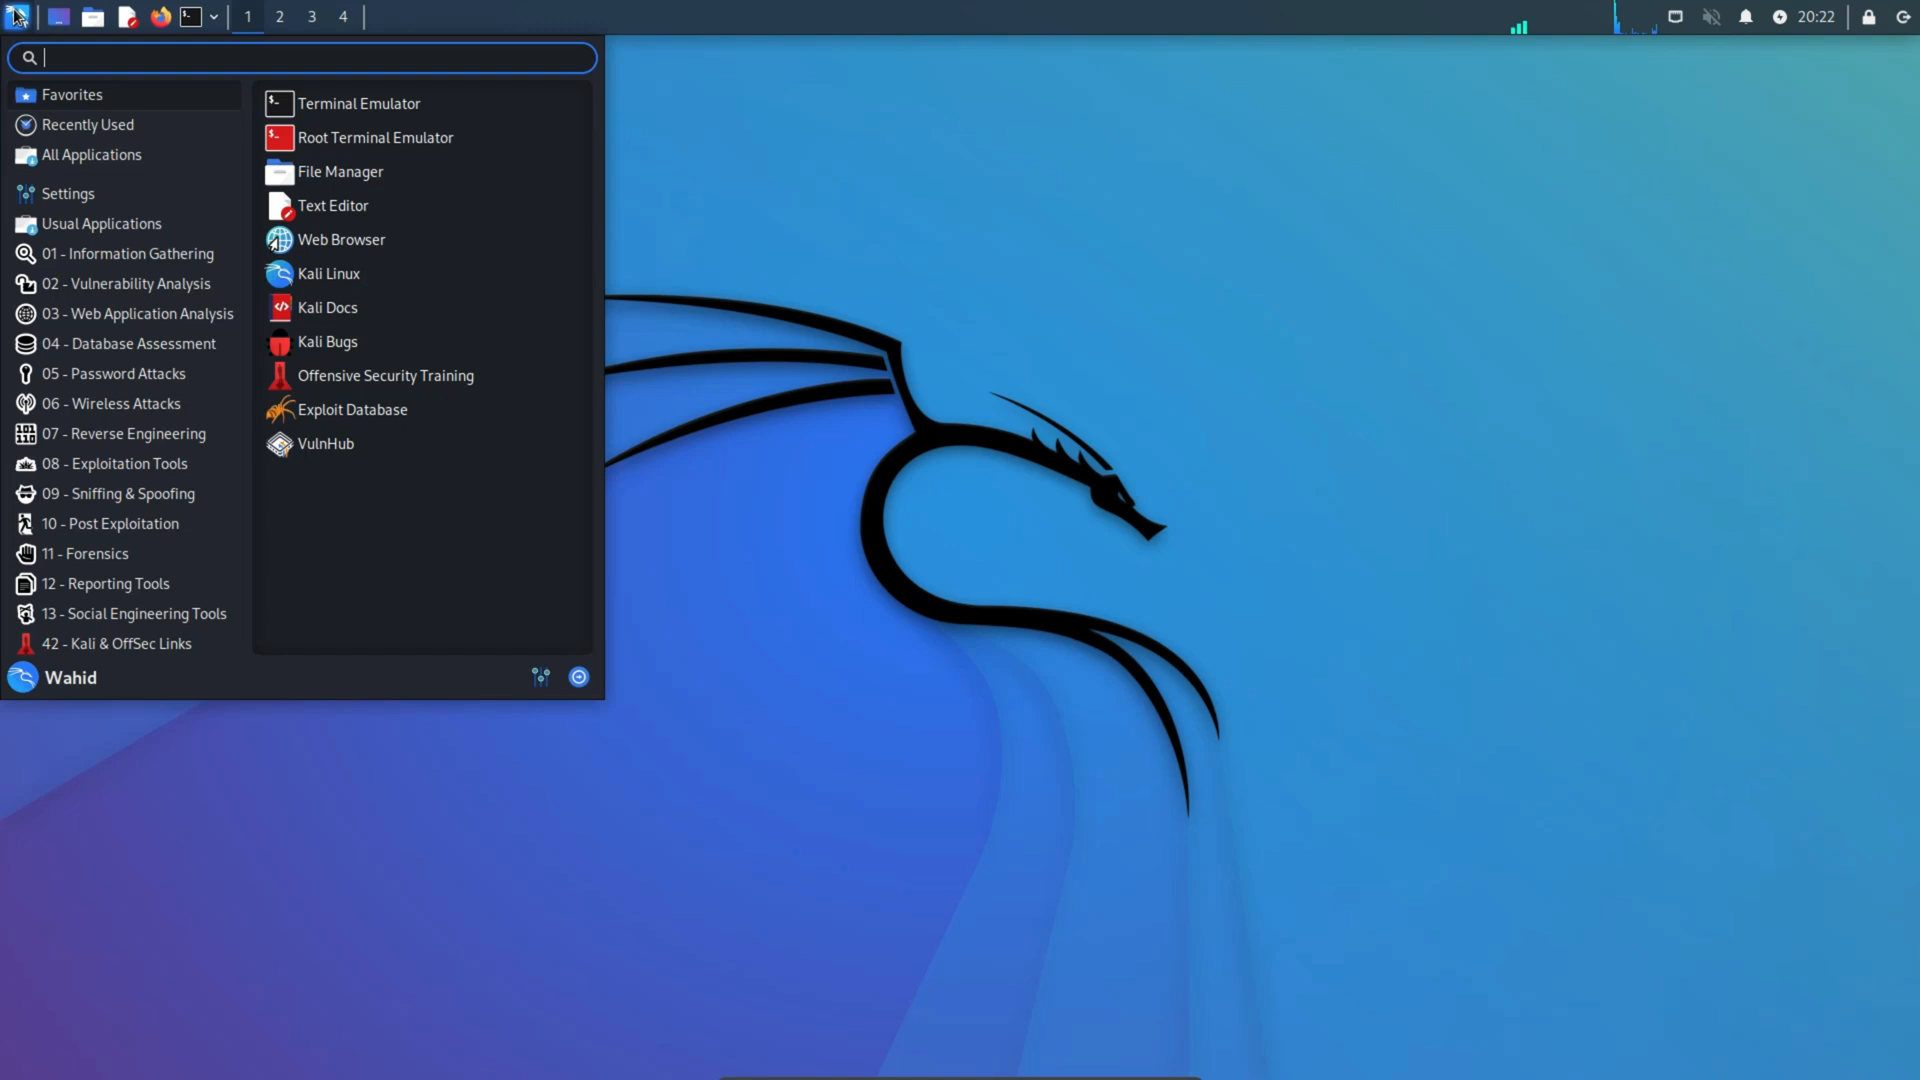 1 2 3 4
20:22
Favorites
Recently Used
All Applications
Settings
Usual Applications
01 - Information Gathering
02 - Vulnerability Analysis
03 - Web Application Analysis
04 - Database Assessment
05 - Password Attacks
06 - Wireless Attacks
07 - Reverse Engineering
08 - Exploitation Tools
09 - Sniffing & Spoofing
10 - Post Exploitation
11 - Forensics
12 - Reporting Tools
13 - Social Engineering Tools
42 - Kali & OffSec Links
Terminal Emulator
Root Terminal Emulator
File Manager
Text Editor
Web Browser
Kali Linux
Kali Docs
Kali Bugs
Offensive Security Training
Exploit Database
VulnHub
Wahid